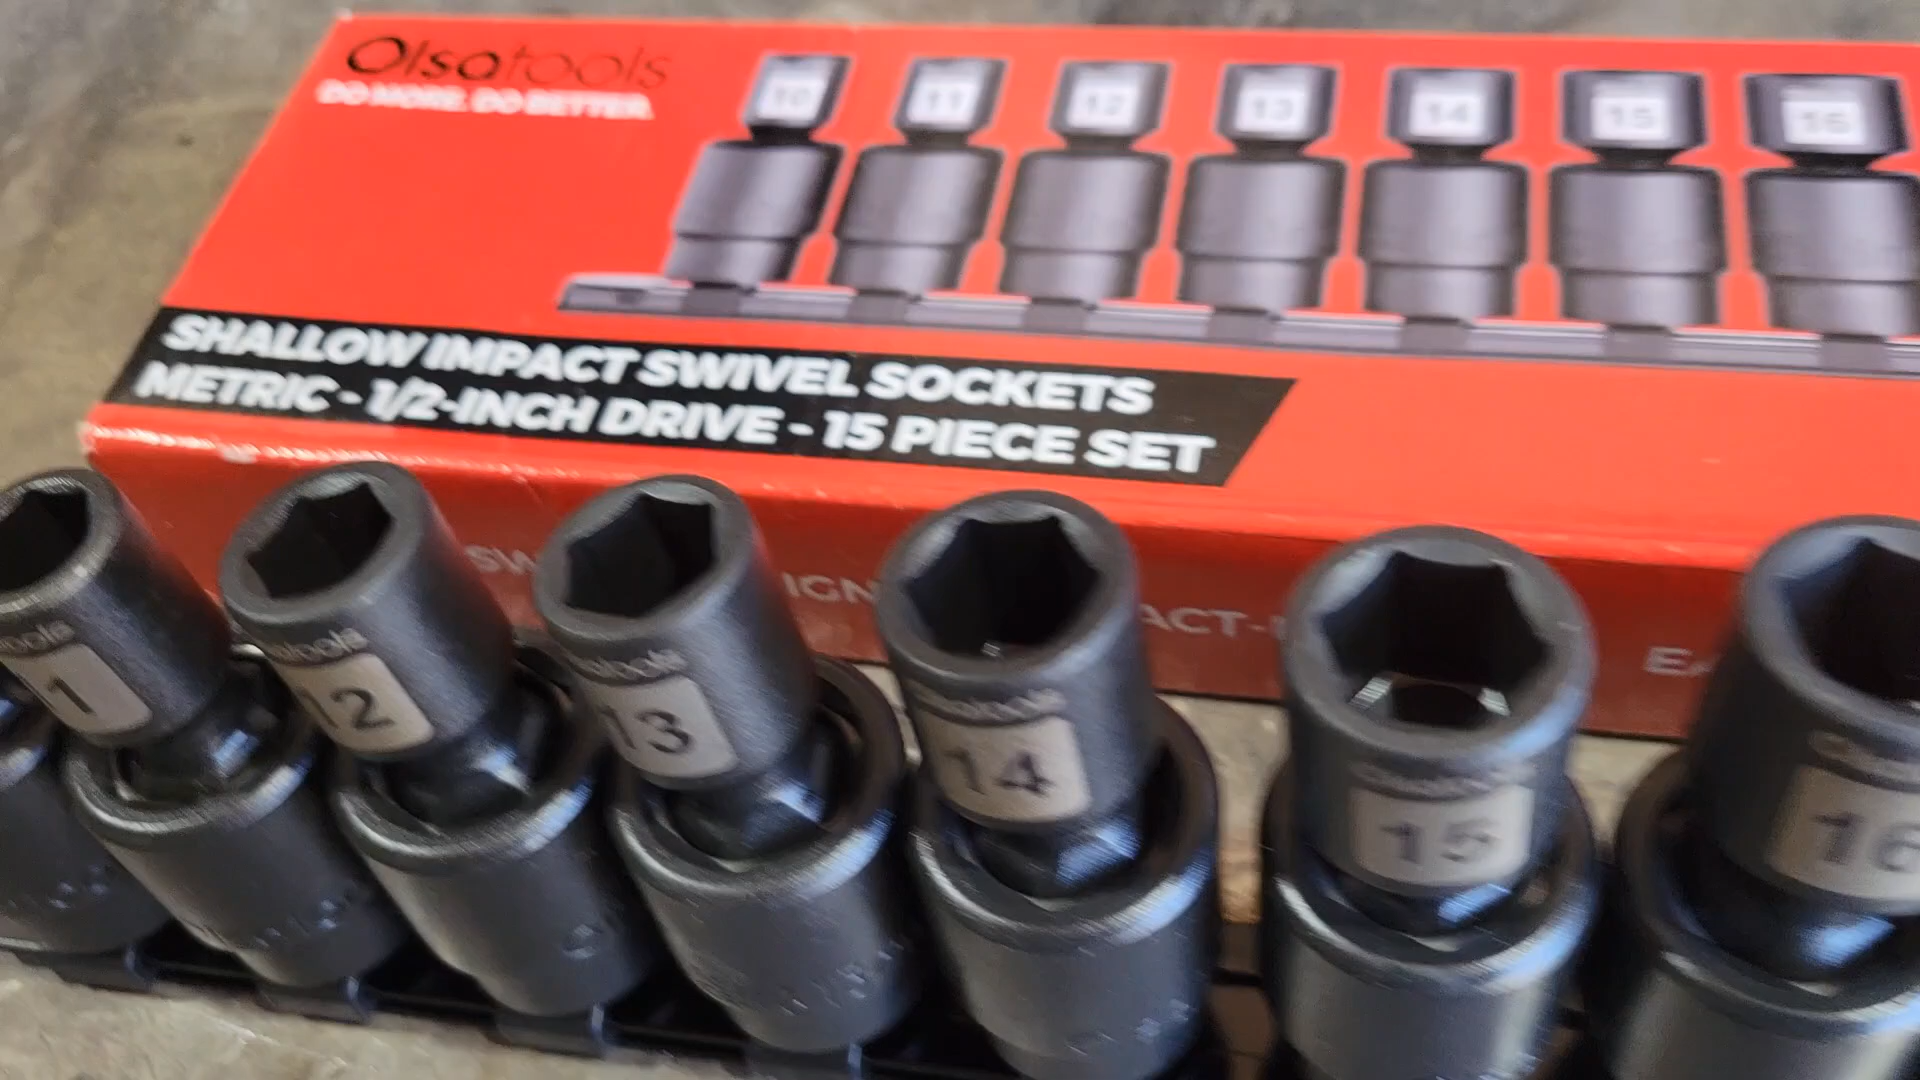 Olsatools
DO MORE. DO BETTER.
10 11 12 13 14 15 16
SHALLOW IMPACT SWIVEL SOCKETS
METRIC - 1/2-INCH DRIVE - 15 PIECE SET
12 13 14 15 16